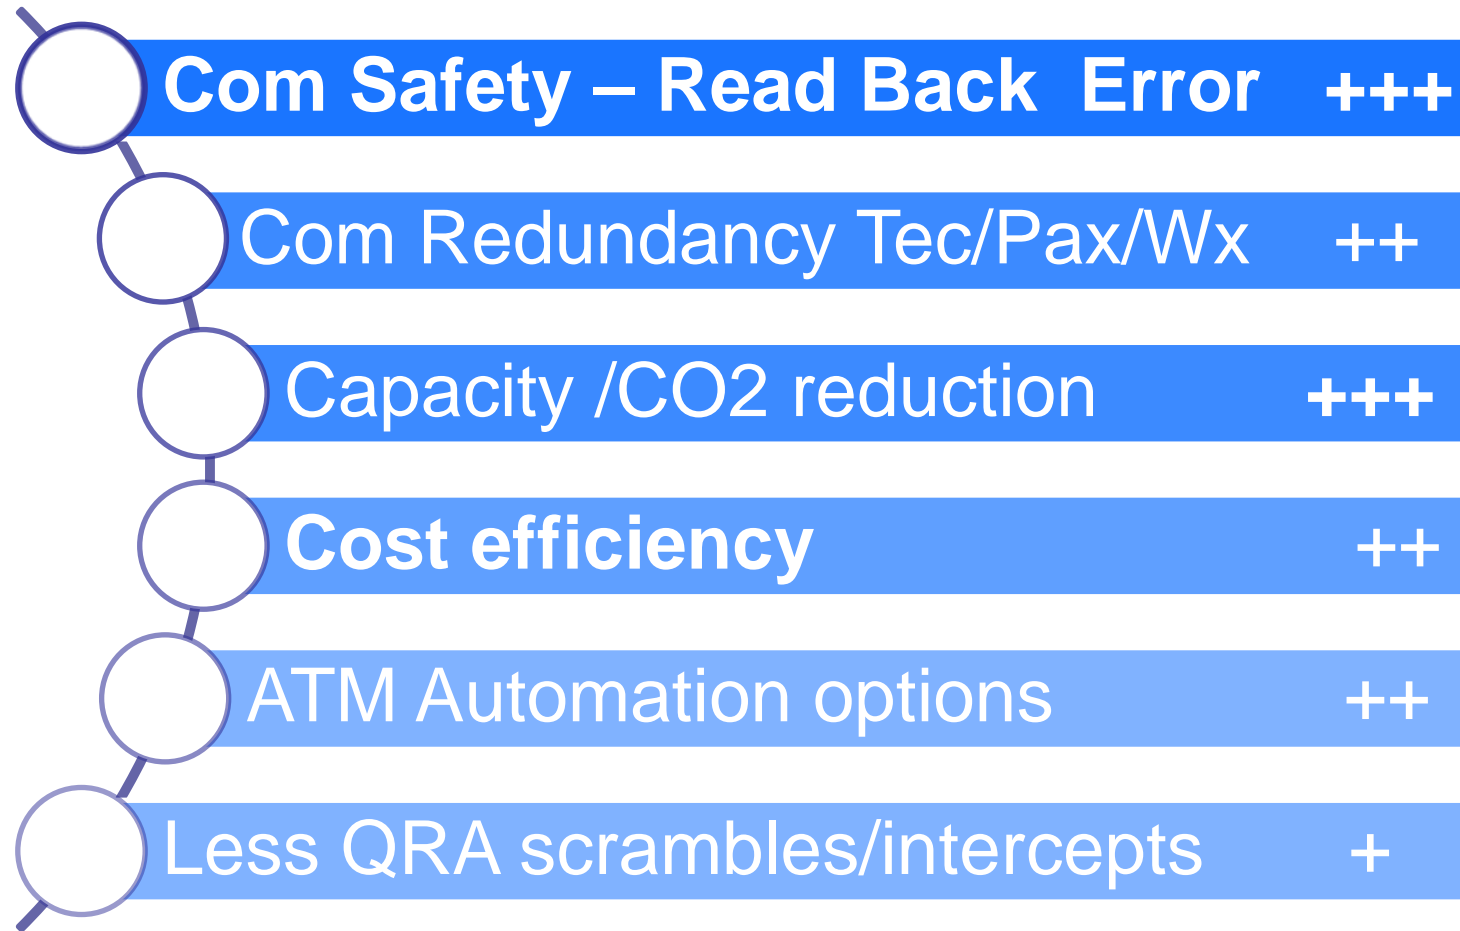 Com Safety – Read Back Error +++
Com Redundancy Tec/Pax/Wx ++
Capacity /CO2 reduction +++
Cost efficiency ++
ATM Automation options ++
Less QRA scrambles/intercepts +